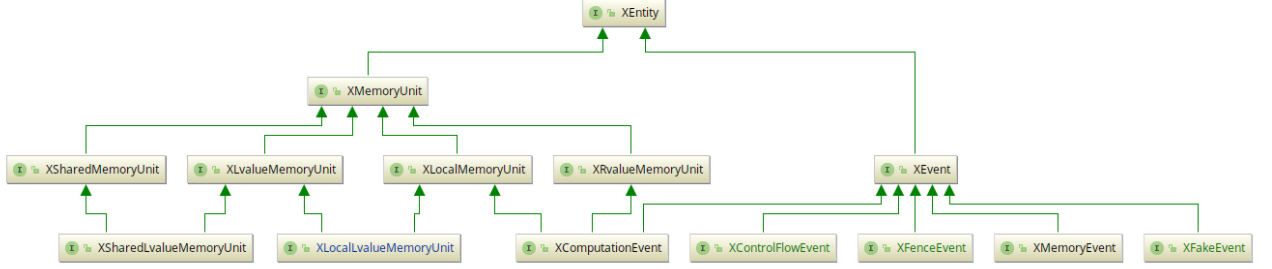 I XEntity
I XMemoryUnit
I XSharedMemoryUnit I XLvalueMemoryUnit I XLocalMemoryUnit I XRvalueMemoryUnit I XEvent
I XSharedLvalueMemoryUnit I XLocalLvalueMemoryUnit I XComputationEvent I XControlFlowEvent I XFenceEvent I XMemoryEvent I XFakeEvent